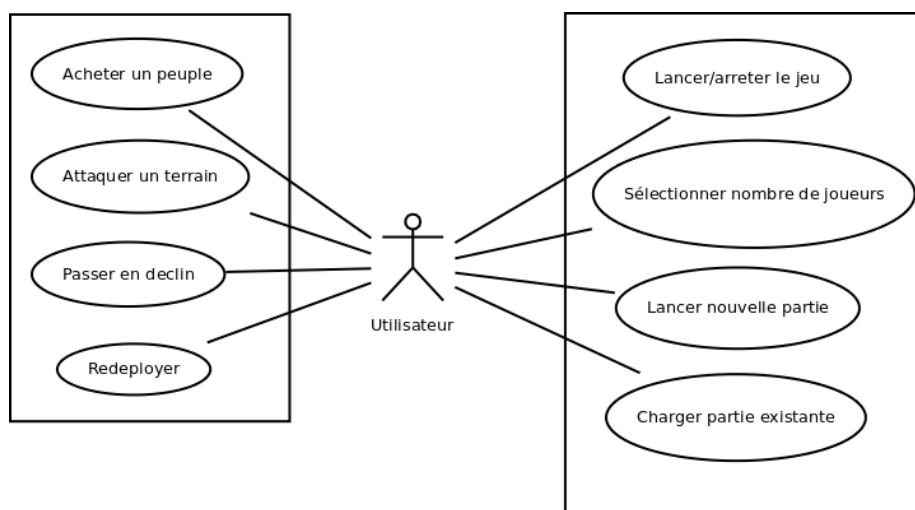 Acheter un peuple
Attaquer un terrain
Passer en declin
Redeployer
Utilisateur
Lancer/arreter le jeu
Sélectionner nombre de joueurs
Lancer nouvelle partie
Charger partie existante